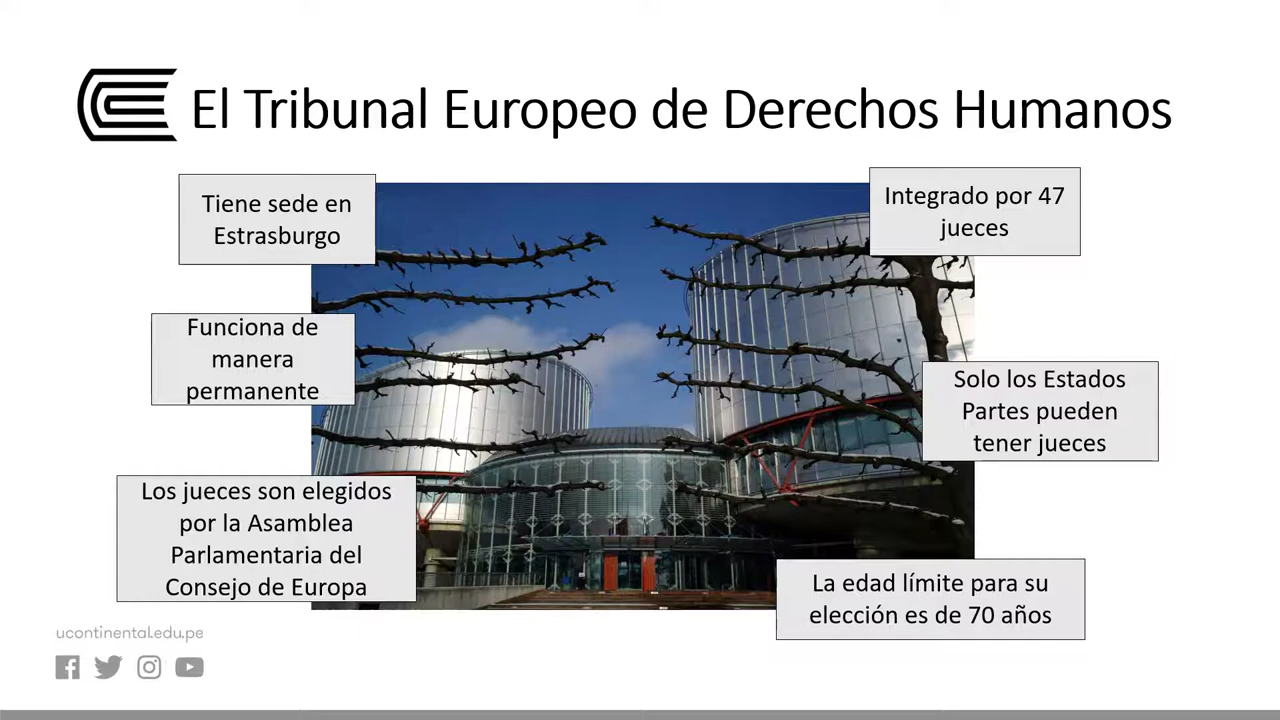 El Tribunal Europeo de Derechos Humanos
Tiene sede en
Estrasburgo
Integrado por 47
jueces
Funciona de
manera
permanente
Solo los Estados
Partes pueden
tener jueces
Los jueces son elegidos
por la Asamblea
Parlamentaria del
Consejo de Europa
La edad límite para su
elección es de 70 años
ucontinental.edu.pe